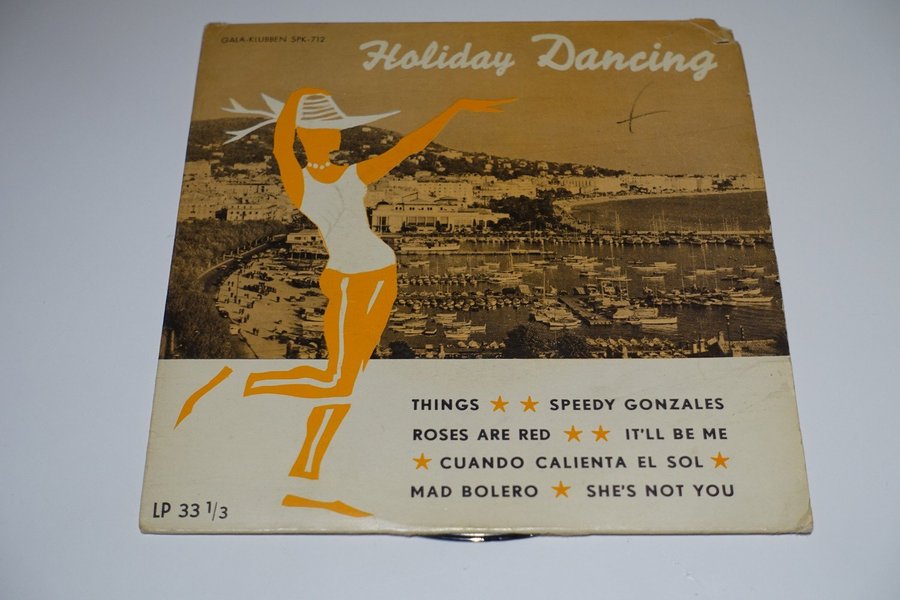 GALA-KLUBBEN SPK-712
Holiday Dancing
THINGS ★ ★ SPEEDY GONZALES
ROSES ARE RED ★ ★ IT'LL BE ME
★ CUANDO CALIENTA EL SOL ★
MAD BOLERO ★ SHE'S NOT YOU
LP 33 1/3